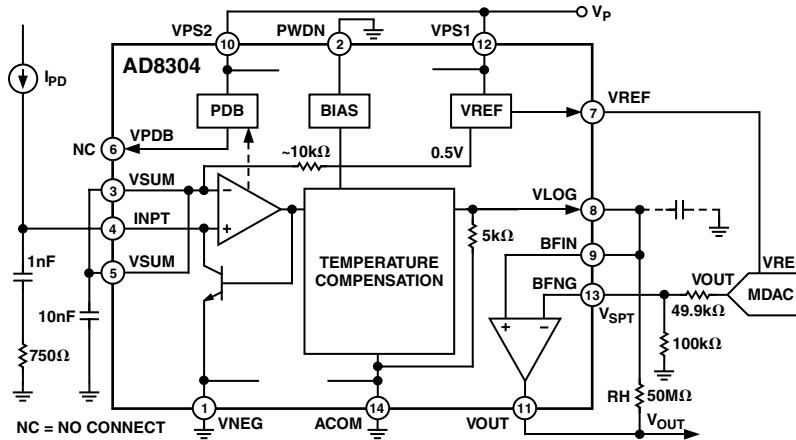 V_P
VPS2
PWDN
VPS1
10
2
12
AD8304
I_PD
PDB
BIAS
VREF
VREF
7
VPDB
NC
6
~10kΩ
0.5V
VSUM
3
−
VLOG
8
INPT
4
+
5kΩ
TEMPERATURE
COMPENSATION
BFIN
9
1nF
5
VSUM
BFNG
13
VOUT
VRE
MDAC
V_SPT
49.9kΩ
10nF
+
−
100kΩ
750Ω
RH
50MΩ
1
VNEG
ACOM
14
VOUT
11
V_OUT
NC = NO CONNECT